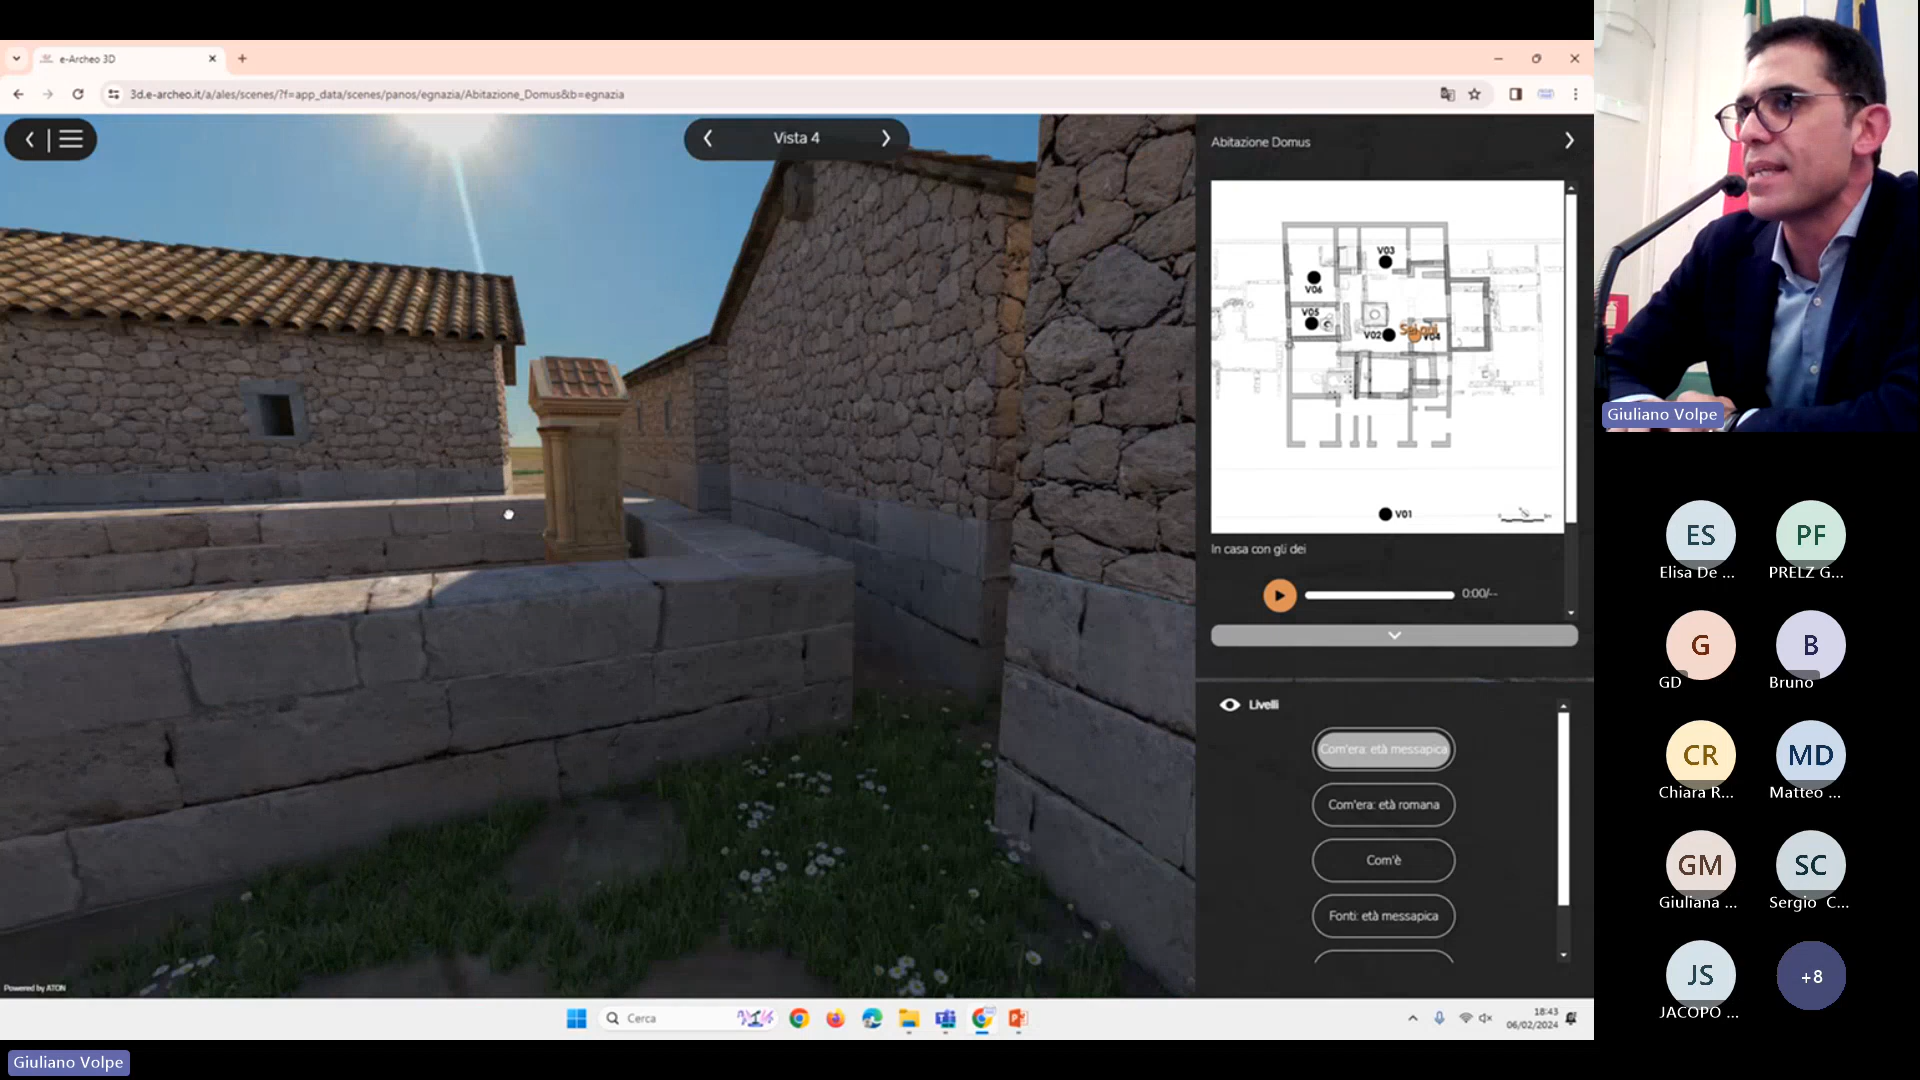 e-Archeo 3D
3d.e-archeo.it/a/ales/scenes/?f=app_data/scenes/panos/egnazia/Abitazione_Domus&b=egnazia
Vista 4
Abitazione Domus
V03
V06
V05
V02
Sei qui
V04
V01
In casa con gli dei
0:00/--
Livelli
Com'era: età messapica
Com'era: età romana
Com'è
Fonti: età messapica
Powered by ATON
Cerca
18:43
06/02/2024
Giuliano Volpe
Giuliano Volpe
ES
Elisa De ...
PF
PRELZ G...
G
GD
B
Bruno
CR
Chiara R...
MD
Matteo ...
GM
Giuliana ...
SC
Sergio C...
JS
JACOPO ...
+8